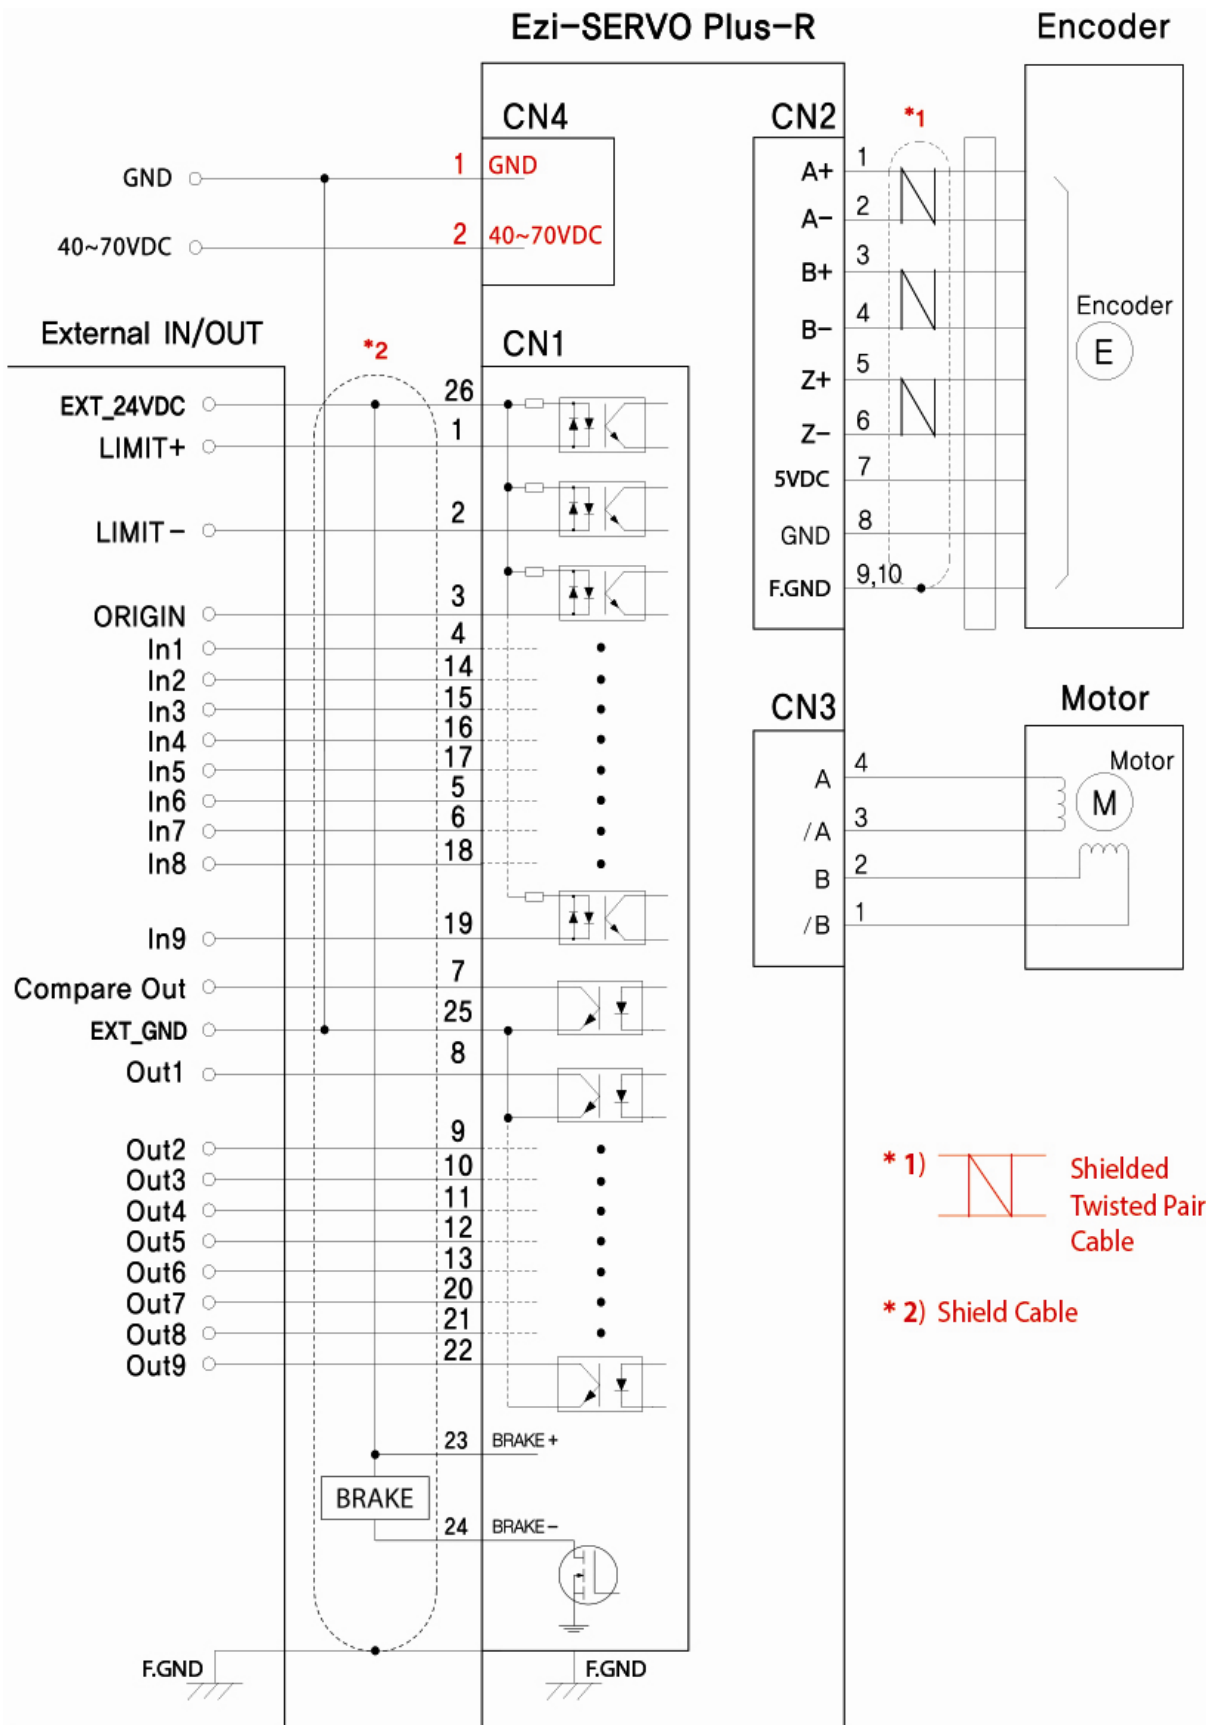 Ezi-SERVO Plus-R
Encoder
CN4
GND
1 GND
40~70VDC
2 40~70VDC
CN2
*1
A+ 1
A- 2
B+ 3
B- 4
Z+ 5
Z- 6
5VDC 7
GND 8
F.GND 9,10
Encoder
E
External IN/OUT
*2
CN1
EXT_24VDC 26
LIMIT+ 1
LIMIT- 2
ORIGIN 3
In1 4
In2 14
In3 15
In4 16
In5 17
In6 5
In7 6
In8 18
In9 19
Compare Out 7
EXT_GND 25
Out1 8
Out2 9
Out3 10
Out4 11
Out5 12
Out6 13
Out7 20
Out8 21
Out9 22
23 BRAKE+
BRAKE
24 BRAKE-
F.GND
F.GND
CN3
Motor
A 4
/A 3
B 2
/B 1
Motor
M
* 1) Shielded
Twisted Pair
Cable
* 2) Shield Cable